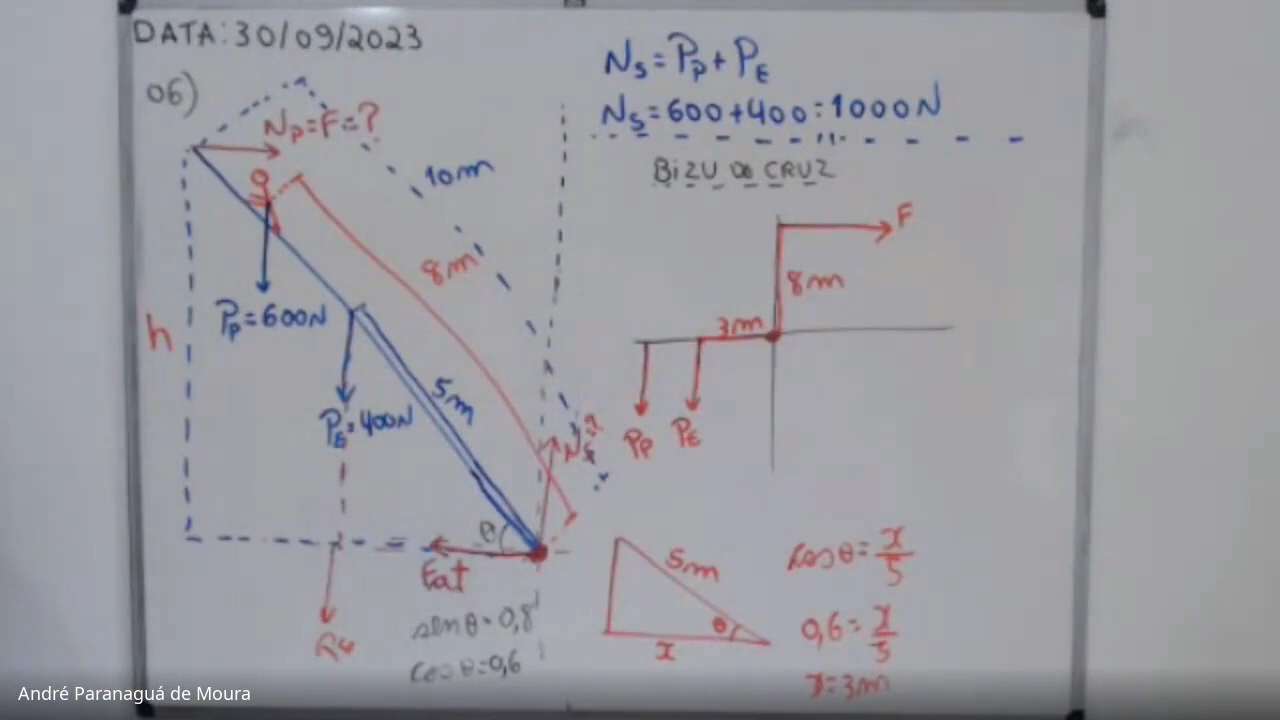 DATA: 30/09/2023
06)
Np=F=?
10m
8m
Pp=600N
h
5m
PE=400N
θ
Fat
senθ=0,8
cosθ=0,6
Ns=Pp+PE
Ns=600+400=1000N
BIZU DO CRUZ
F
8m
3m
Pp
PE
5m
θ
x
cosθ=x/5
0,6=x/5
x=3m
André Paranaguá de Moura